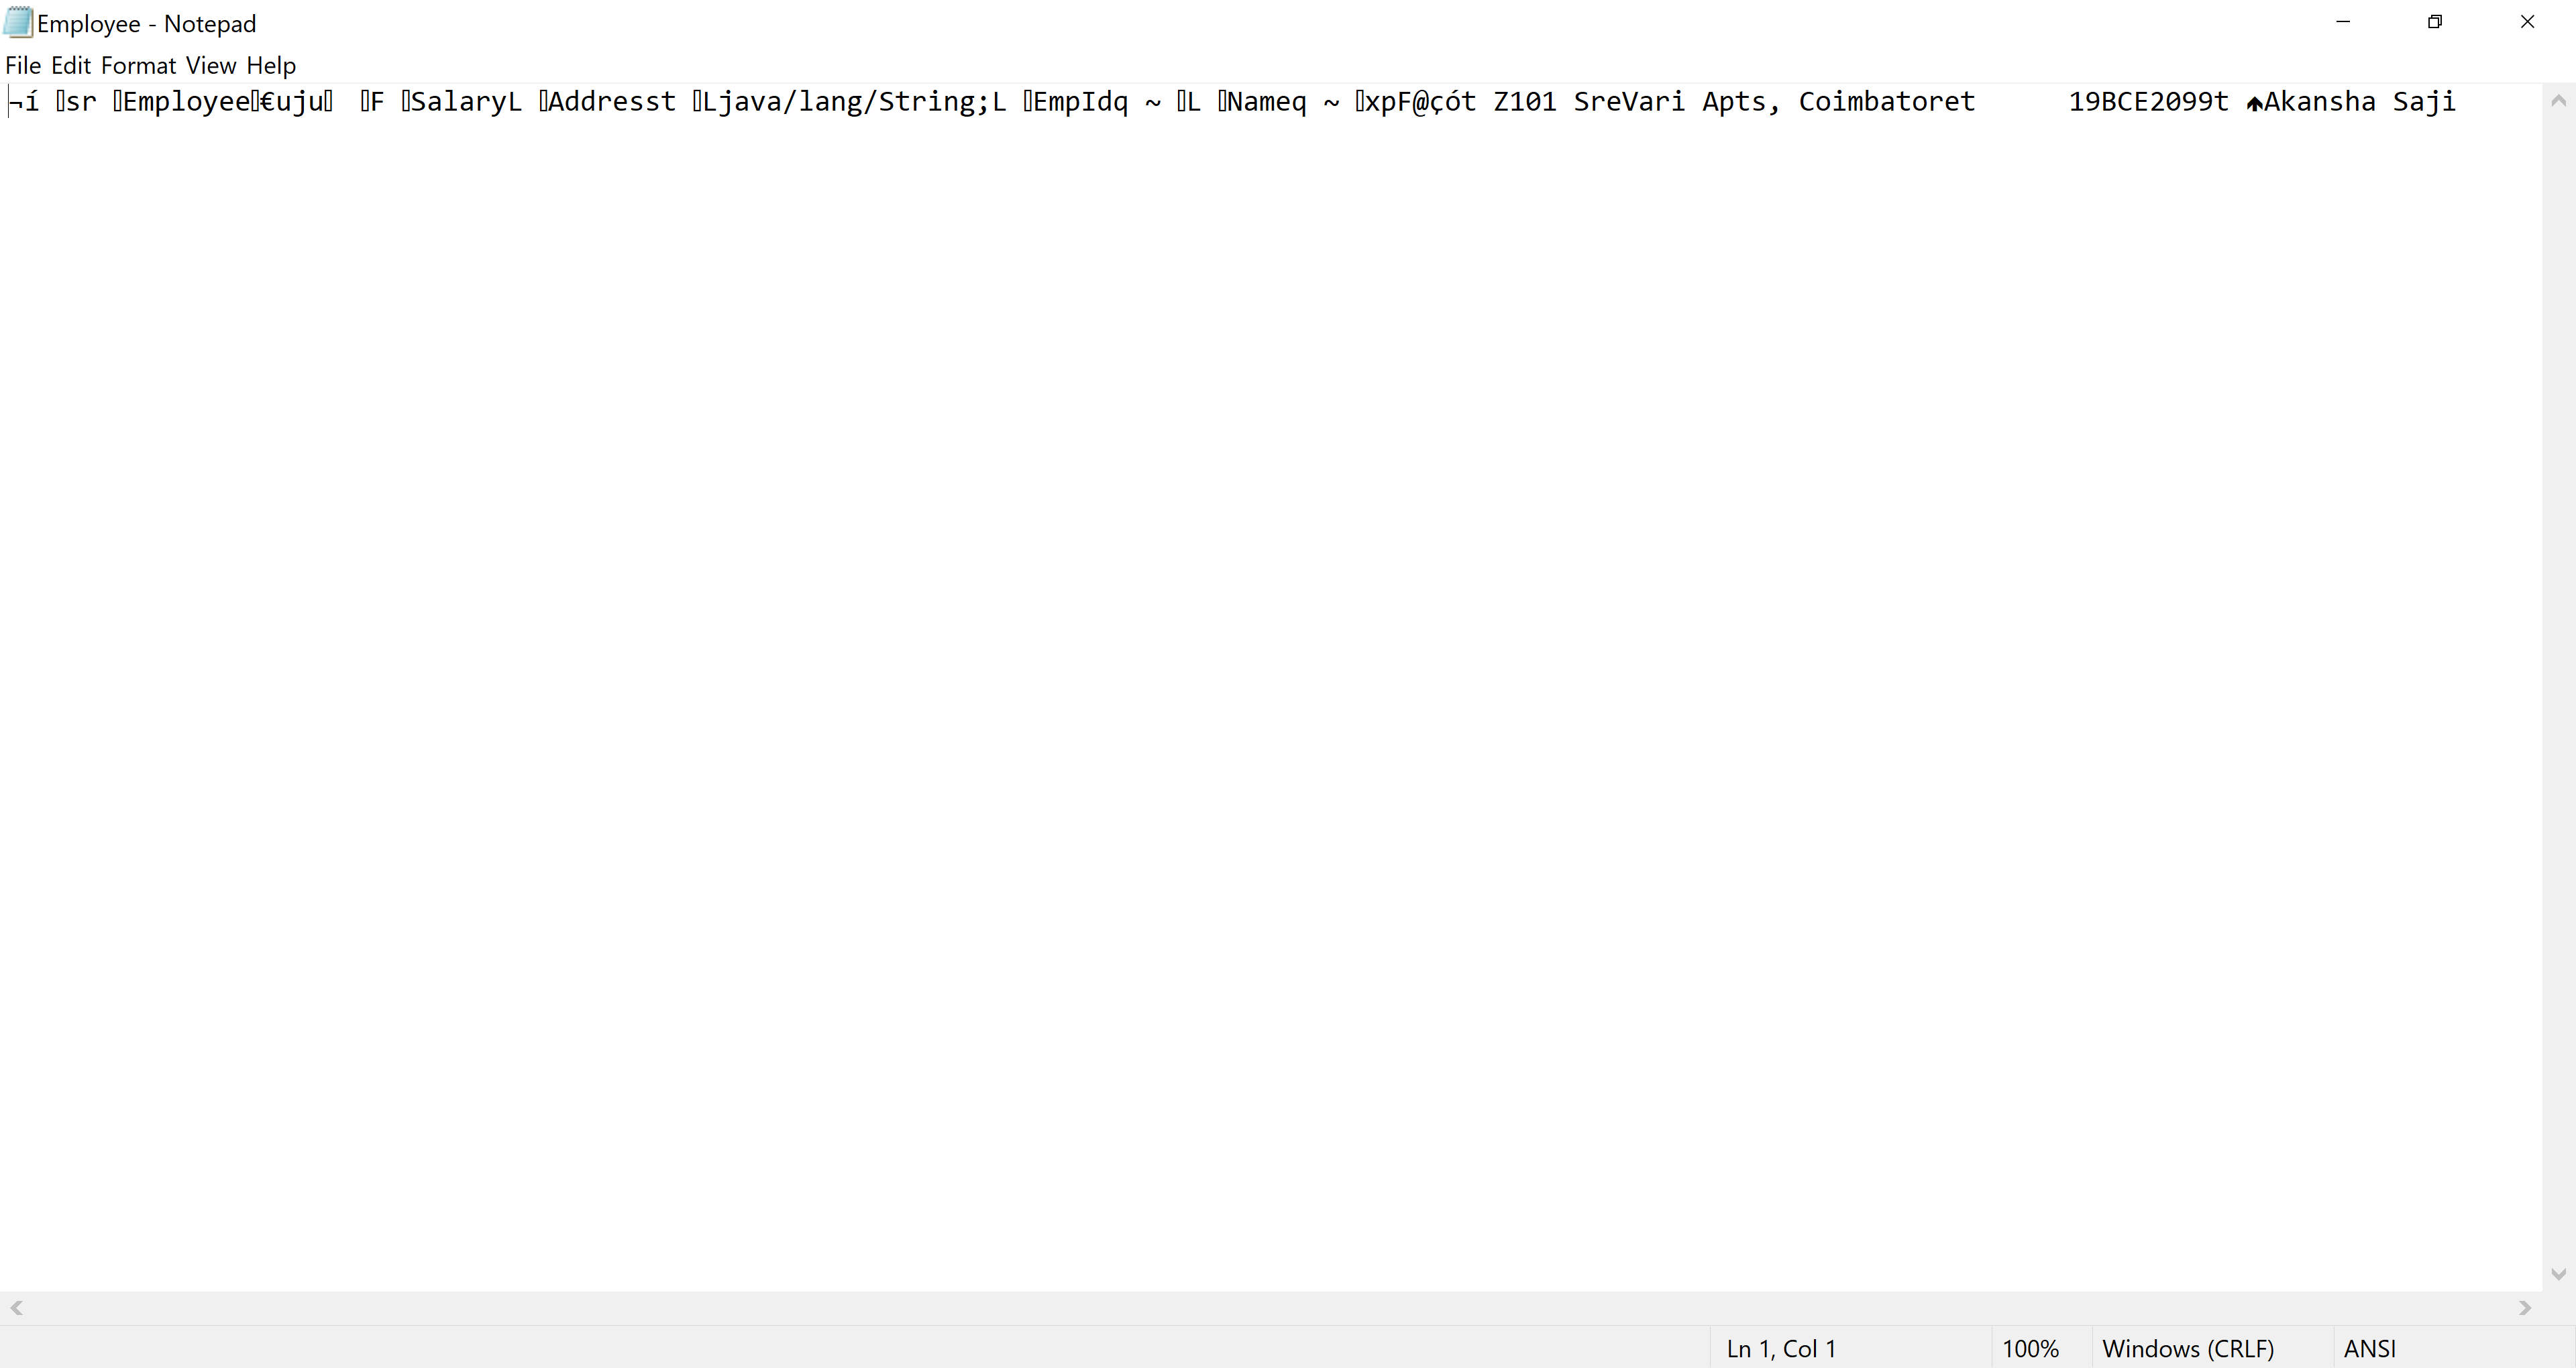 Employee - Notepad
File Edit Format View Help
¬í ▯sr ▯Employee▯€uju▯ ▯F ▯SalaryL ▯Addresst ▯Ljava/lang/String;L ▯EmpIdq ~ ▯L ▯Nameq ~ ▯xpF@çót Z101 SreVari Apts, Coimbatoret 19BCE2099t ♠Akansha Saji
Ln 1, Col 1 100% Windows (CRLF) ANSI